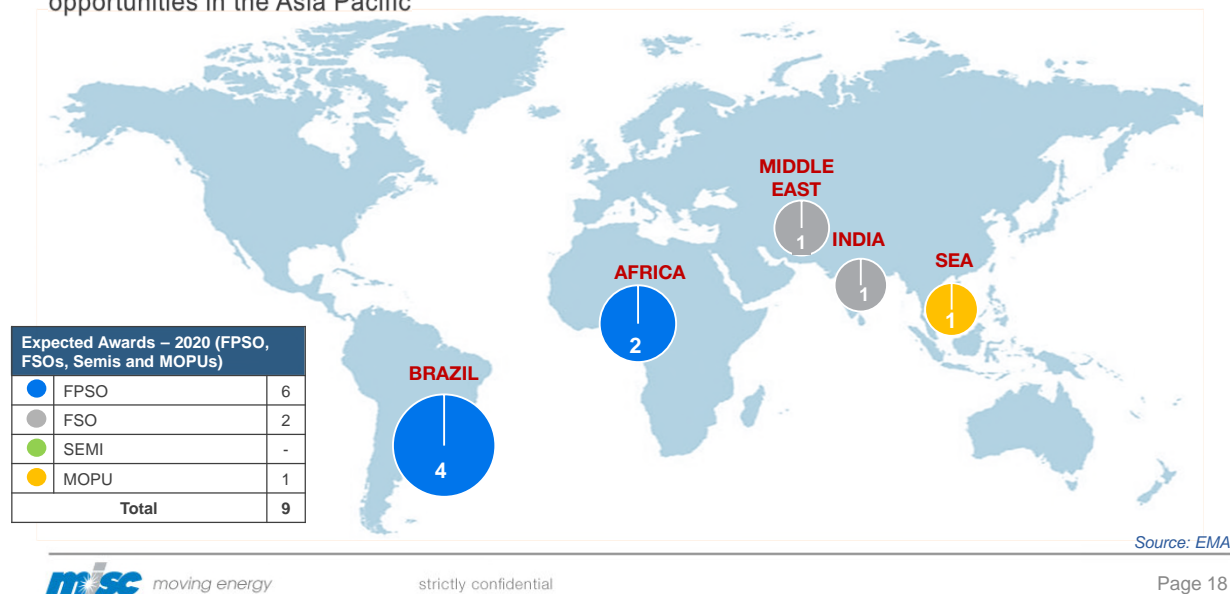 opportunities in the Asia Pacific
MIDDLE
EAST
1
INDIA
1
SEA
1
AFRICA
2
BRAZIL
4
Expected Awards – 2020 (FPSO,
FSOs, Semis and MOPUs)
FPSO 6
FSO 2
SEMI -
MOPU 1
Total 9
Source: EMA
misc moving energy
strictly confidential
Page 18